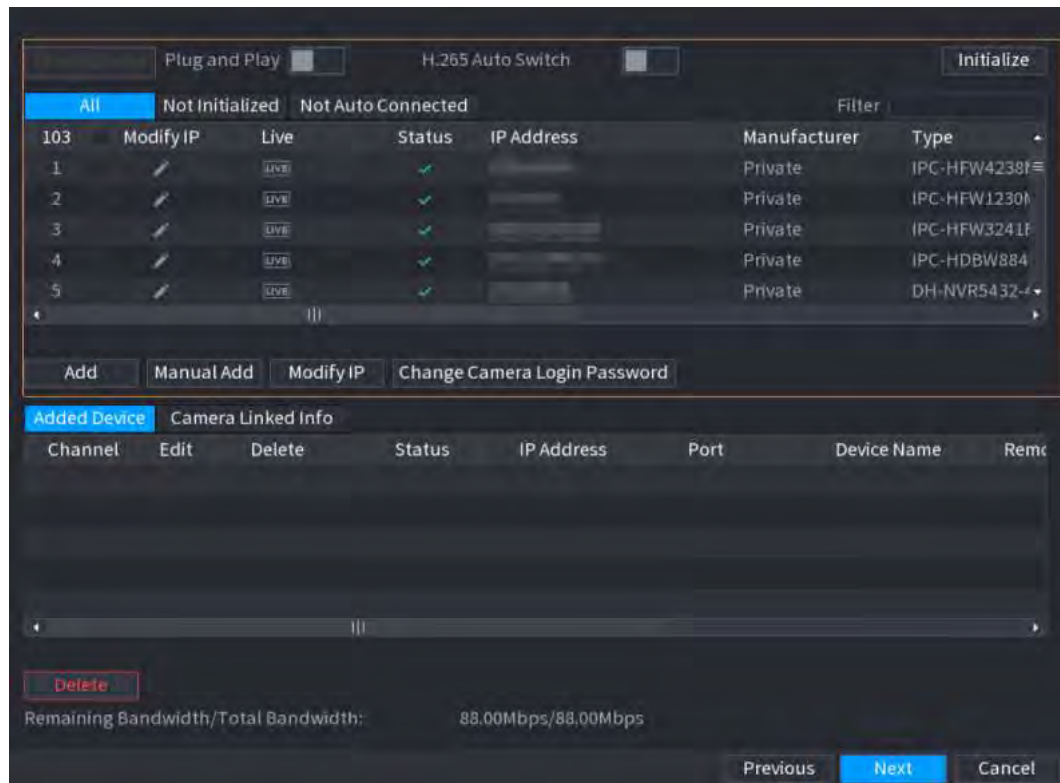 Plug and Play H.265 Auto Switch Initialize
All Not Initialized Not Auto Connected Filter
103 Modify IP Live Status IP Address Manufacturer Type
1 LIVE Private IPC-HFW4238
2 LIVE Private IPC-HFW1230
3 LIVE Private IPC-HFW3241
4 LIVE Private IPC-HDBW884
5 LIVE Private DH-NVR5432-
Add Manual Add Modify IP Change Camera Login Password
Added Device Camera Linked Info
Channel Edit Delete Status IP Address Port Device Name Remo
Delete
Remaining Bandwidth/Total Bandwidth: 88.00Mbps/88.00Mbps
Previous Next Cancel